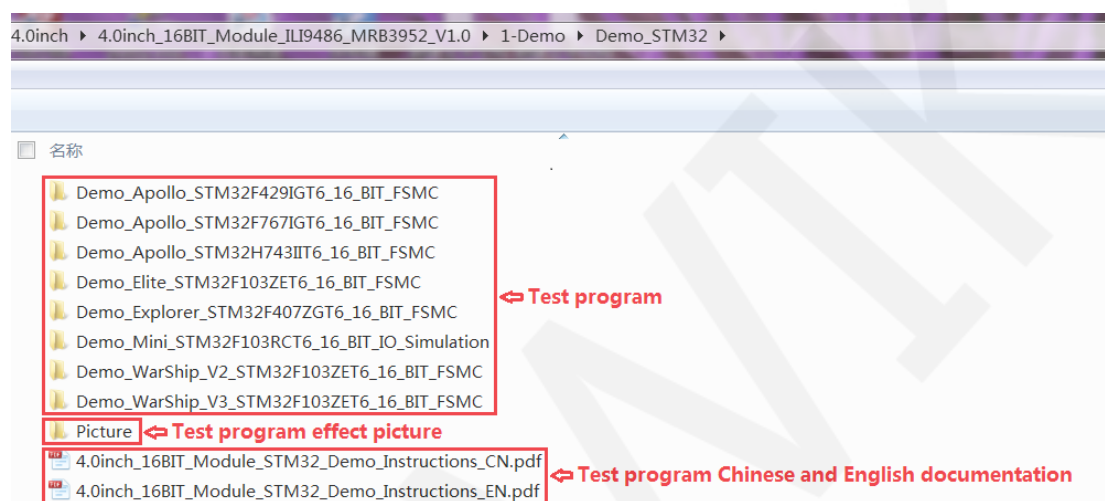 4.0inch ▸ 4.0inch_16BIT_Module_ILI9486_MRB3952_V1.0 ▸ 1-Demo ▸ Demo_STM32 ▸
名称
Demo_Apollo_STM32F429IGT6_16_BIT_FSMC
Demo_Apollo_STM32F767IGT6_16_BIT_FSMC
Demo_Apollo_STM32H743IIT6_16_BIT_FSMC
Demo_Elite_STM32F103ZET6_16_BIT_FSMC
Test program
Demo_Explorer_STM32F407ZGT6_16_BIT_FSMC
Demo_Mini_STM32F103RCT6_16_BIT_IO_Simulation
Demo_WarShip_V2_STM32F103ZET6_16_BIT_FSMC
Demo_WarShip_V3_STM32F103ZET6_16_BIT_FSMC
Picture Test program effect picture
4.0inch_16BIT_Module_STM32_Demo_Instructions_CN.pdf
Test program Chinese and English documentation
4.0inch_16BIT_Module_STM32_Demo_Instructions_EN.pdf